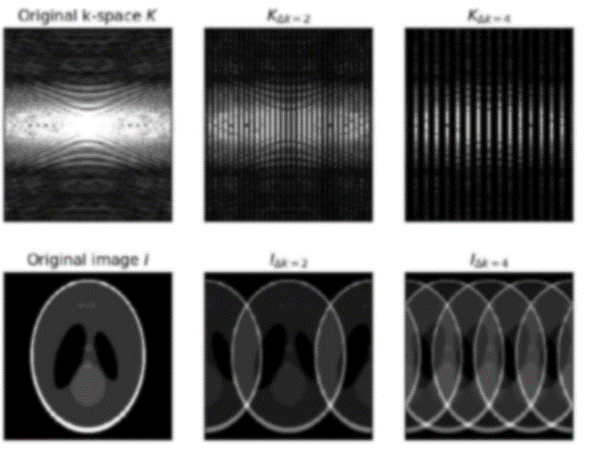 Original k-space K
K_{Δk=2}
K_{Δk=4}
Original image I
I_{Δk=2}
I_{Δk=4}